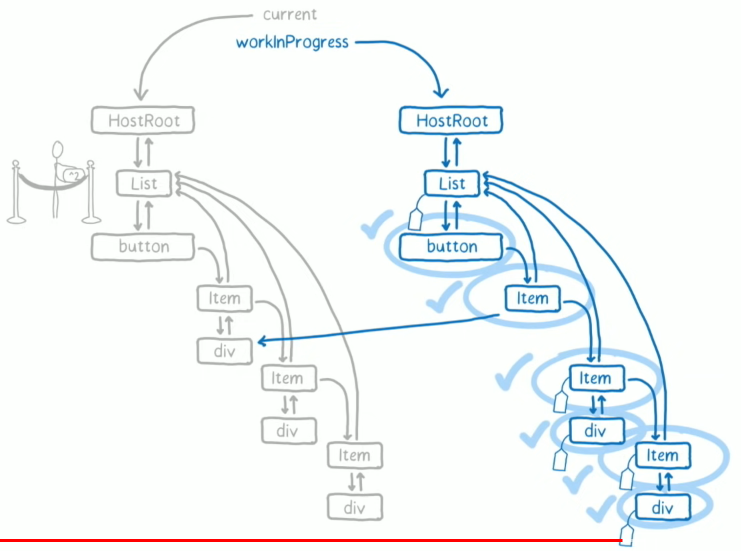 current
workInProgress
HostRoot
HostRoot
^2
List
List
button
button
Item
Item
div
Item
Item
div
div
Item
Item
div
div